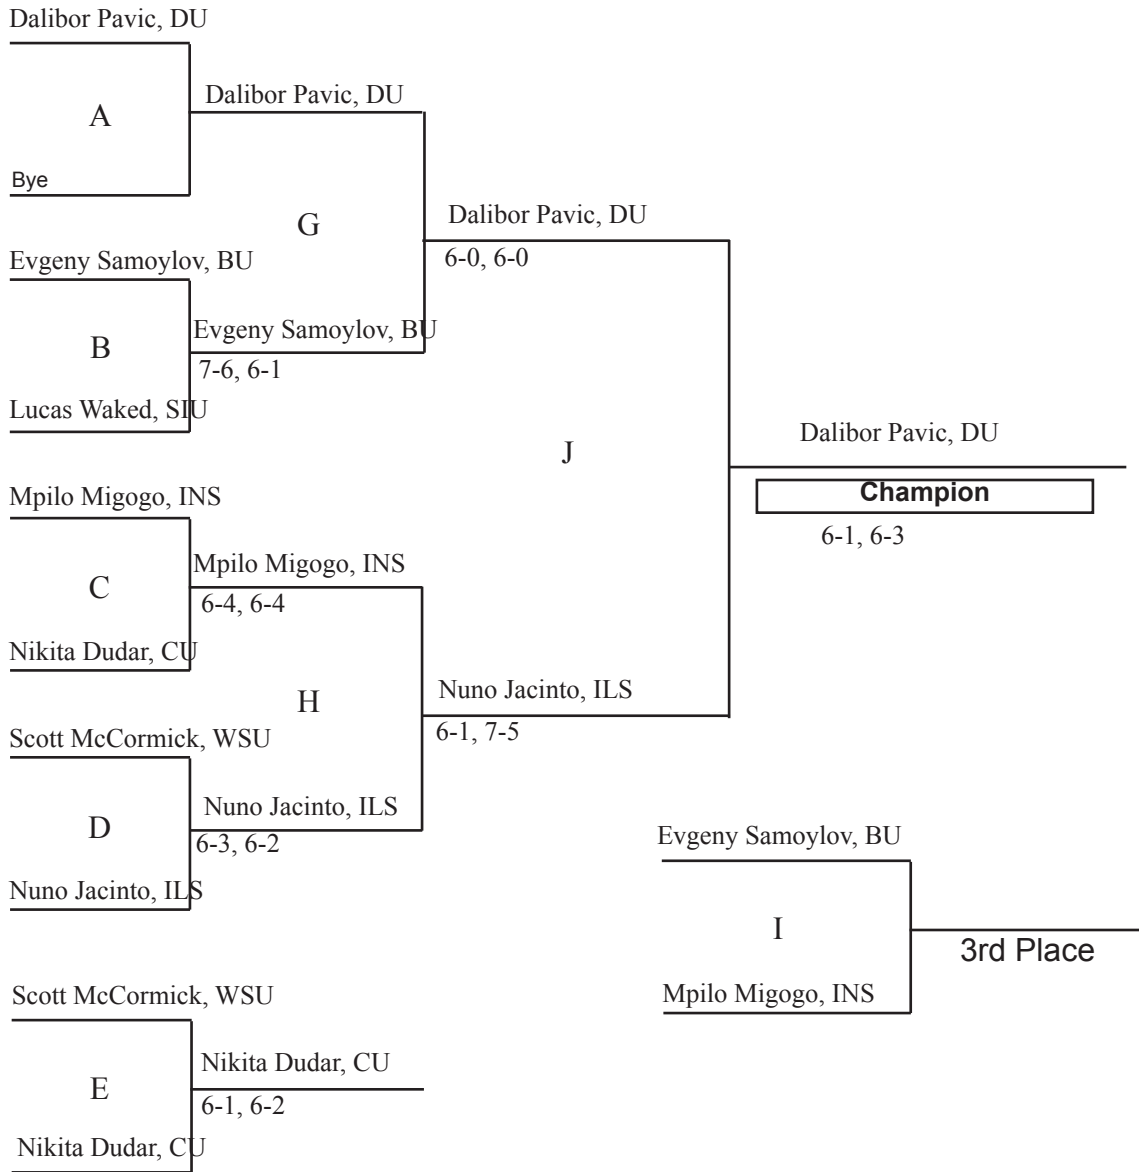 Dalibor Pavic, DU
A
Dalibor Pavic, DU
Bye
G
Dalibor Pavic, DU
6-0, 6-0
Evgeny Samoylov, BU
B
Evgeny Samoylov, BU
7-6, 6-1
Lucas Waked, SIU
J
Dalibor Pavic, DU
Champion
6-1, 6-3
Mpilo Migogo, INS
C
Mpilo Migogo, INS
6-4, 6-4
Nikita Dudar, CU
H
Nuno Jacinto, ILS
6-1, 7-5
Scott McCormick, WSU
D
Nuno Jacinto, ILS
6-3, 6-2
Nuno Jacinto, ILS
Evgeny Samoylov, BU
I
3rd Place
Mpilo Migogo, INS
Scott McCormick, WSU
E
Nikita Dudar, CU
6-1, 6-2
Nikita Dudar, CU